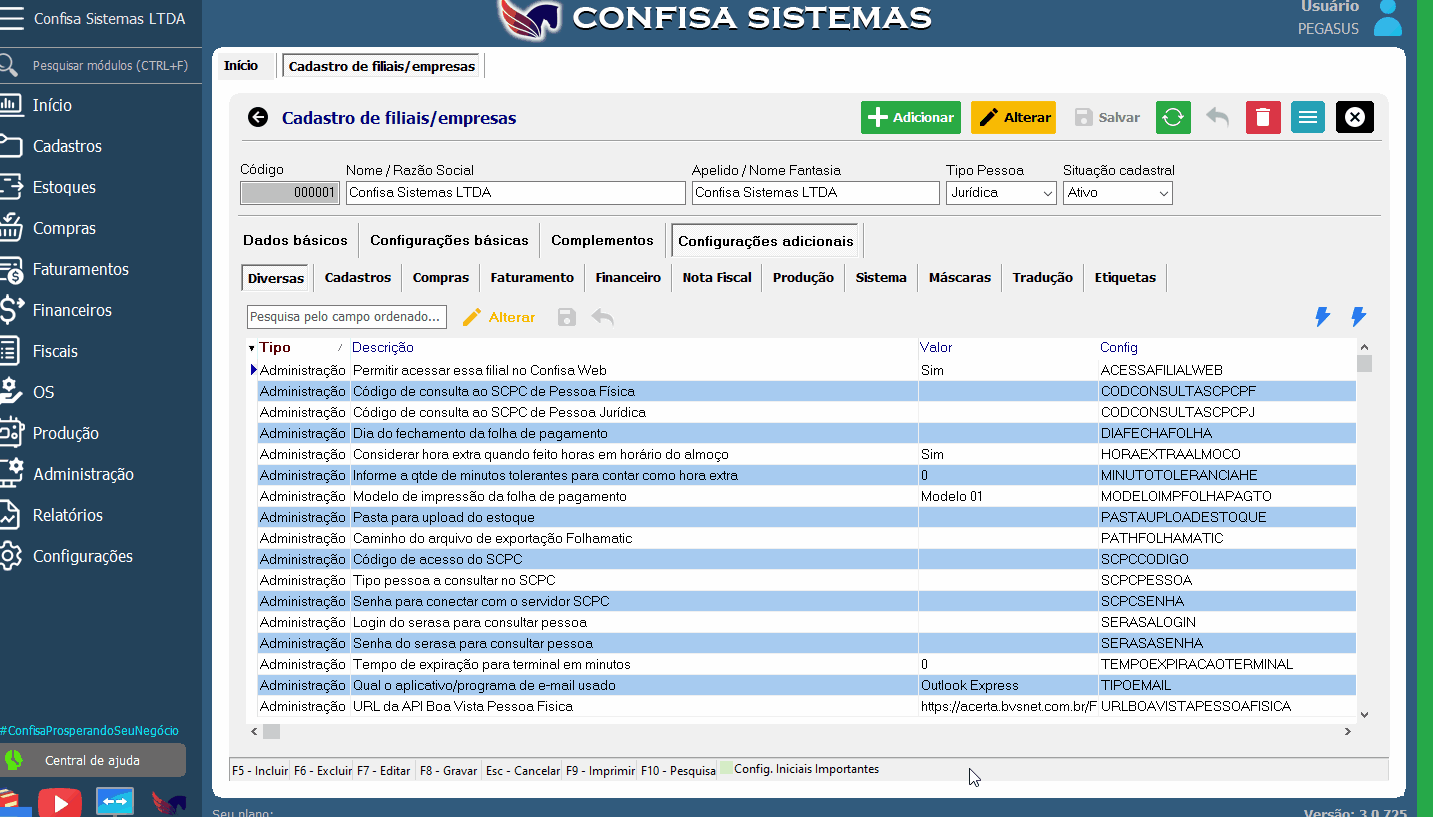 Confisa Sistemas LTDA
CONFISA SISTEMAS
Usuário
PEGASUS
Pesquisar módulos (CTRL+F)
Início
Cadastros
Estoques
Compras
Faturamentos
Financeiros
Fiscais
OS
Produção
Administração
Relatórios
Configurações
#ConfisaProsperandoSeuNegócio
Central de ajuda
Início
Cadastro de filiais/empresas
Cadastro de filiais/empresas
Adicionar
Alterar
Salvar
Código
Nome / Razão Social
Apelido / Nome Fantasia
Tipo Pessoa
Situação cadastral
000001
Confisa Sistemas LTDA
Confisa Sistemas LTDA
Jurídica
Ativo
Dados básicos
Configurações básicas
Complementos
Configurações adicionais
Diversas
Cadastros
Compras
Faturamento
Financeiro
Nota Fiscal
Produção
Sistema
Máscaras
Tradução
Etiquetas
Pesquisa pelo campo ordenado...
Alterar
Tipo Descrição Valor Config
Administração Permitir acessar essa filial no Confisa Web Sim ACESSAFILIALWEB
Administração Código de consulta ao SCPC de Pessoa Física CODCONSULTASCPCPF
Administração Código de consulta ao SCPC de Pessoa Jurídica CODCONSULTASCPCPJ
Administração Dia do fechamento da folha de pagamento DIAFECHAFOLHA
Administração Considerar hora extra quando feito horas em horário do almoço Sim HORAEXTRAALMOCO
Administração Informe a qtde de minutos tolerantes para contar como hora extra 0 MINUTOTOLERANCIAHE
Administração Modelo de impressão da folha de pagamento Modelo 01 MODELOIMPFOLHAPAGTO
Administração Pasta para upload do estoque PASTAUPLOADESTOQUE
Administração Caminho do arquivo de exportação Folhamatic PATHFOLHAMATIC
Administração Código de acesso do SCPC SCPCCODIGO
Administração Tipo pessoa a consultar no SCPC SCPCPESSOA
Administração Senha para conectar com o servidor SCPC SCPCSENHA
Administração Login do serasa para consultar pessoa SERASALOGIN
Administração Senha do serasa para consultar pessoa SERASASENHA
Administração Tempo de expiração para terminal em minutos 0 TEMPOEXPIRACAOTERMINAL
Administração Qual o aplicativo/programa de e-mail usado Outlook Express TIPOEMAIL
Administração URL da API Boa Vista Pessoa Fisica https://acerta.bvsnet.com.br/F URLBOAVISTAPESSOAFISICA
F5 - Incluir F6 - Excluir F7 - Editar F8 - Gravar Esc - Cancelar F9 - Imprimir F10 - Pesquisa Config. Iniciais Importantes
Seu plano:
Versão: 3.0.725